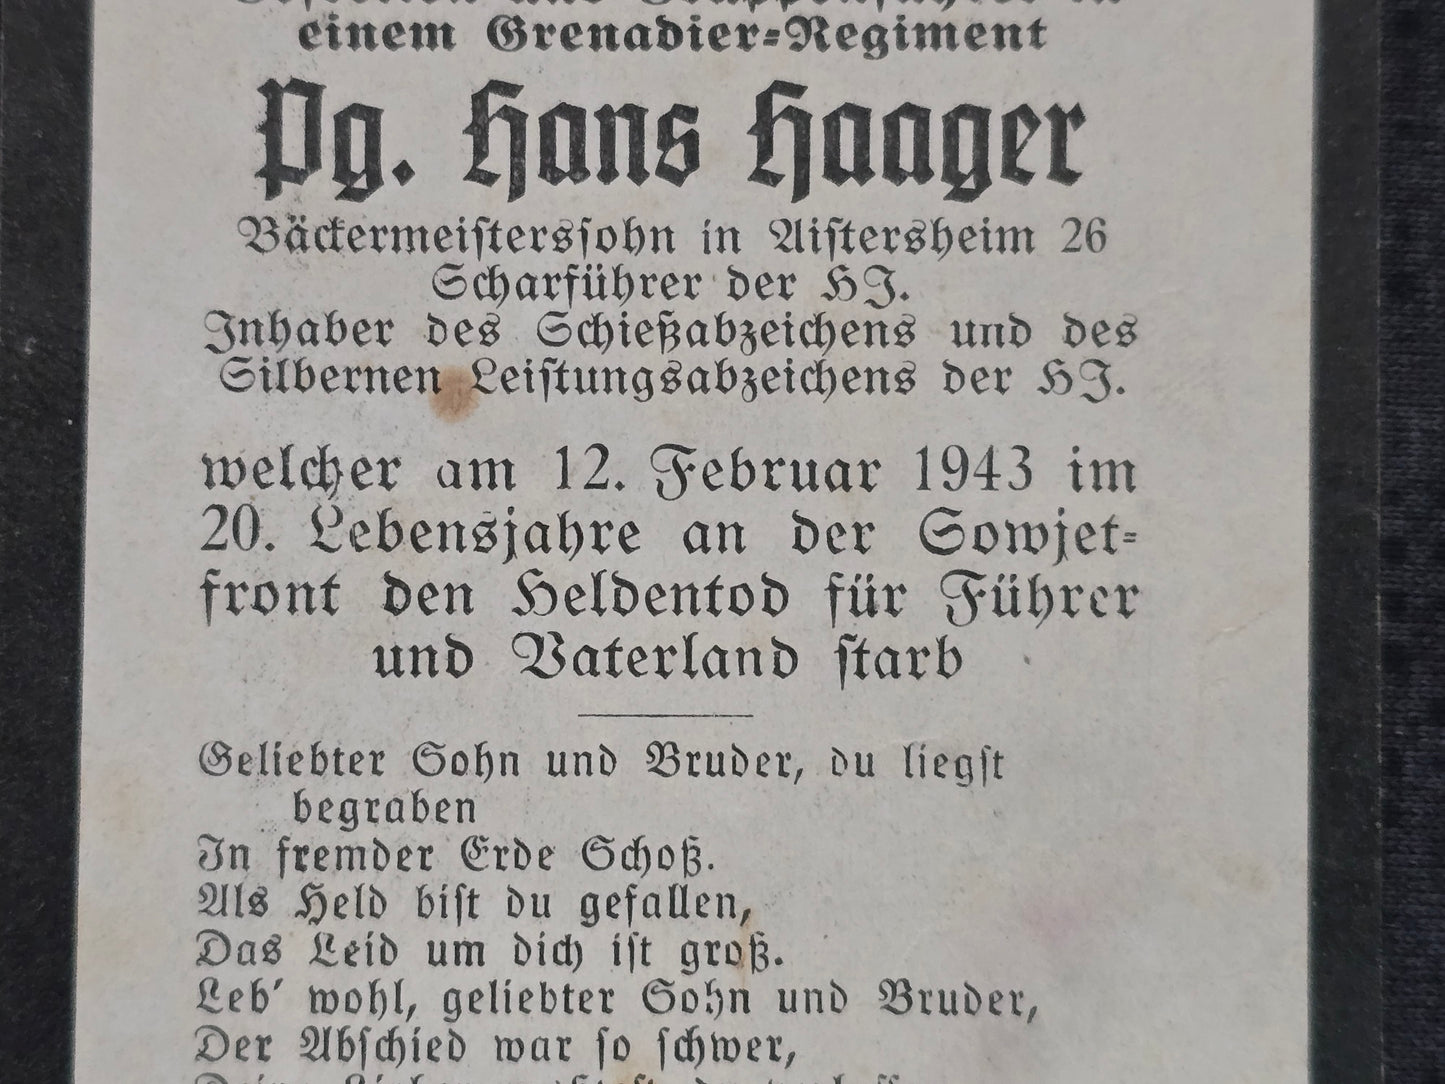 einem Grenadier-Regiment
Pg. Hans Haager
Bäckermeisterssohn in Aistersheim 26
Scharführer der HJ.
Inhaber des Schießabzeichens und des
Silbernen Leistungsabzeichens der HJ.
welcher am 12. Februar 1943 im
20. Lebensjahre an der Sowjet-
front den Heldentod für Führer
und Vaterland starb
Geliebter Sohn und Bruder, du liegst
begraben
In fremder Erde Schoß.
Als Held bist du gefallen,
Das Leid um dich ist groß.
Leb' wohl, geliebter Sohn und Bruder,
Der Abschied war so schwer,